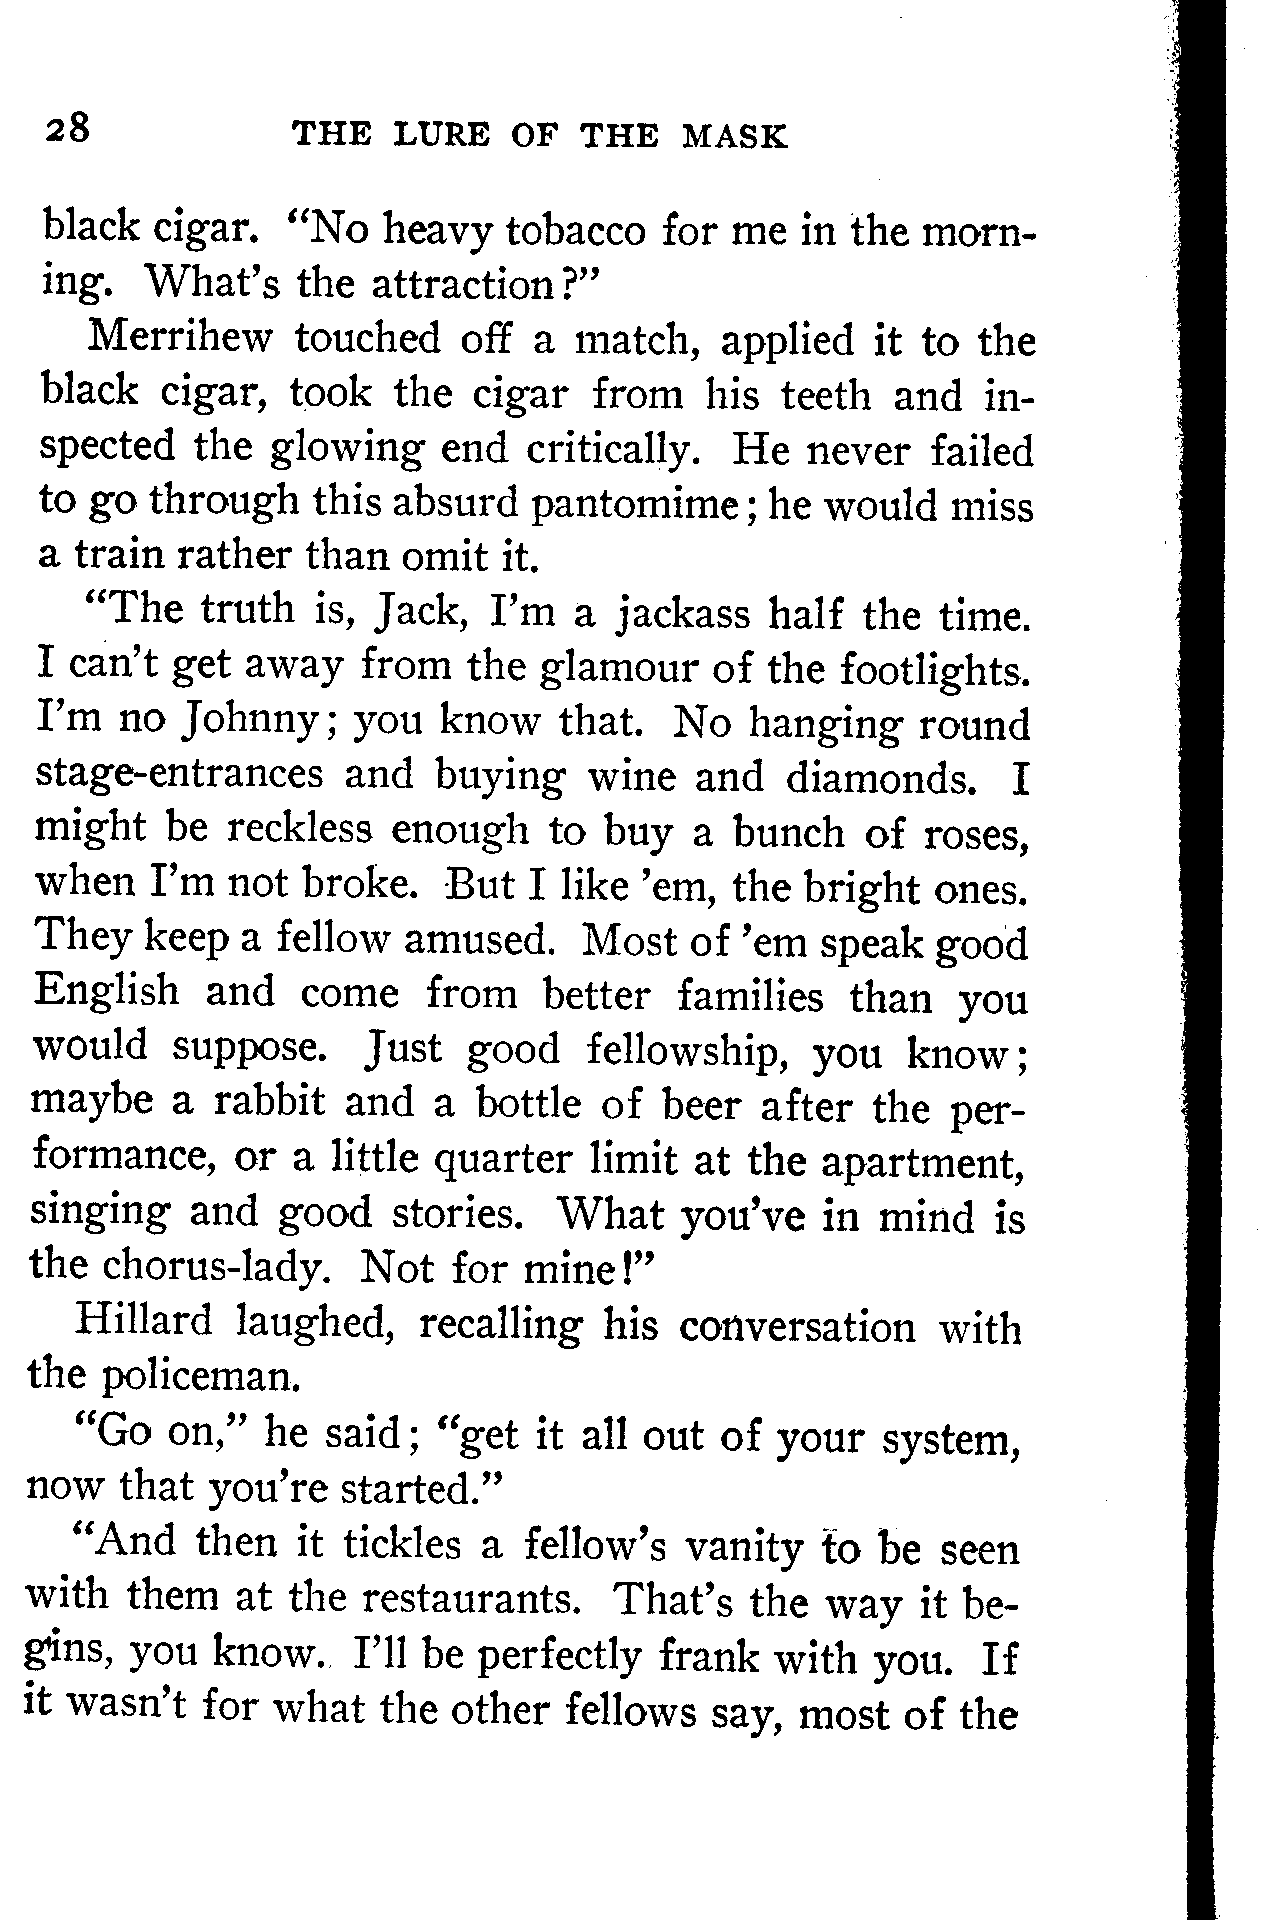 28 THE LURE OF THE MASK
black cigar. “No heavy tobacco for me in the morn-
ing. What’s the attraction?”
Merrihew touched off a match, applied it to the
black cigar, took the cigar from his teeth and in-
spected the glowing end critically. He never failed
to go through this absurd pantomime; he would miss
a train rather than omit it.
“The truth is, Jack, I’m a jackass half the time.
I can’t get away from the glamour of the footlights.
I’m no Johnny; you know that. No hanging round
stage-entrances and buying wine and diamonds. I
might be reckless enough to buy a bunch of roses,
when I’m not broke. But I like ’em, the bright ones.
They keep a fellow amused. Most of ’em speak good
English and come from better families than you
would suppose. Just good fellowship, you know;
maybe a rabbit and a bottle of beer after the per-
formance, or a little quarter limit at the apartment,
singing and good stories. What you’ve in mind is
the chorus-lady. Not for mine!”
Hillard laughed, recalling his conversation with
the policeman.
“Go on,” he said; “get it all out of your system,
now that you’re started.”
“And then it tickles a fellow’s vanity to be seen
with them at the restaurants. That’s the way it be-
gins, you know. I’ll be perfectly frank with you. If
it wasn’t for what the other fellows say, most of the